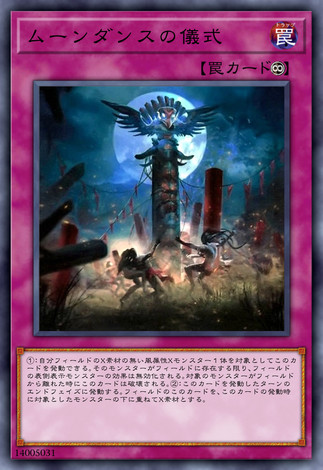 ムーンダンスの儀式
トラップ
罠
【罠カード】
①:自分フィールドのX素材の無い風属性Xモンスター1体を対象としてこのカ
ードを発動できる。そのモンスターがフィールドに存在する限り、フィールド
の表側表示モンスターの効果は無効化される。対象のモンスターがフィールド
から離れた時にこのカードは破壊される。②:このカードを発動したターンの
エンドフェイズに発動する。フィールドのこのカードを、このカードの発動時
に対象としたモンスターの下に重ねてX素材とする。
14005031